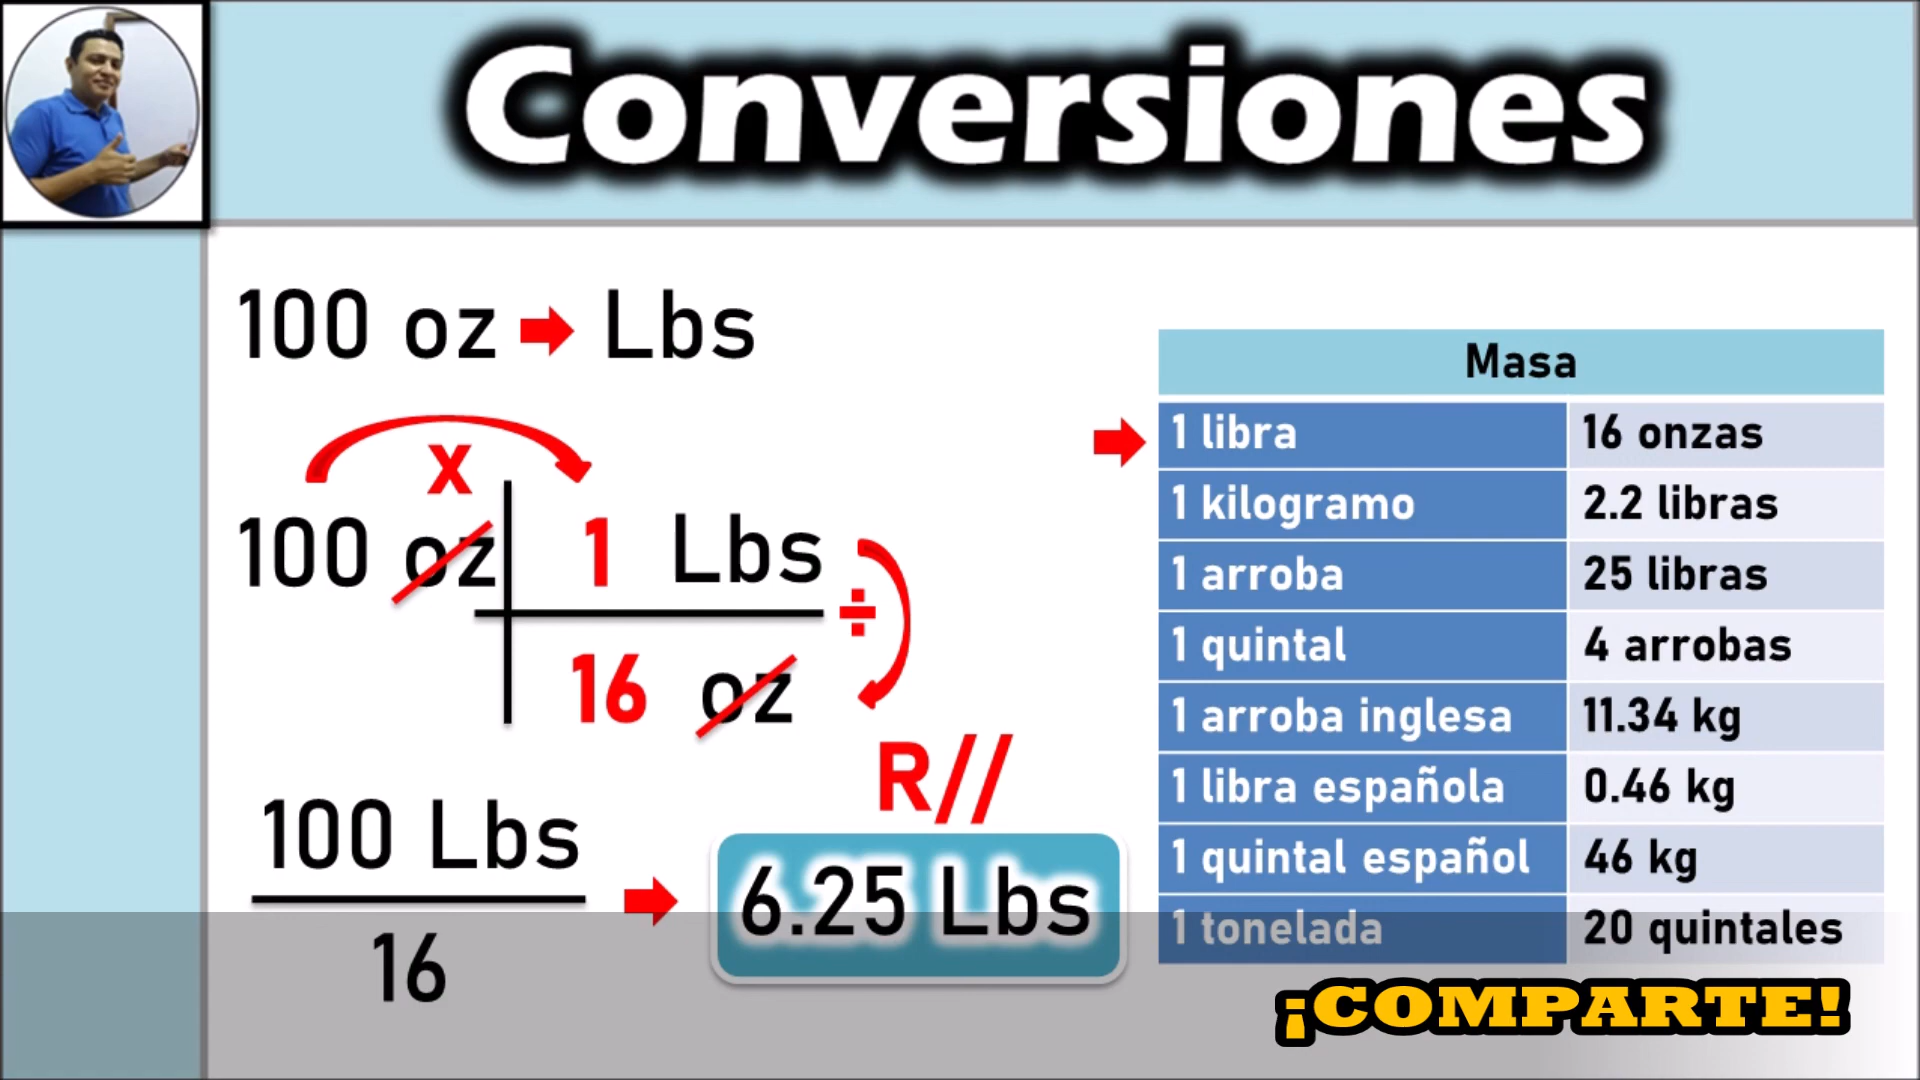 Conversiones
100 oz Lbs
x
100 oz 1 Lbs
÷
16 oz
R//
100 Lbs
16
6.25 Lbs
Masa
1 libra 16 onzas
1 kilogramo 2.2 libras
1 arroba 25 libras
1 quintal 4 arrobas
1 arroba inglesa 11.34 kg
1 libra española 0.46 kg
1 quintal español 46 kg
1 tonelada 20 quintales
¡COMPARTE!